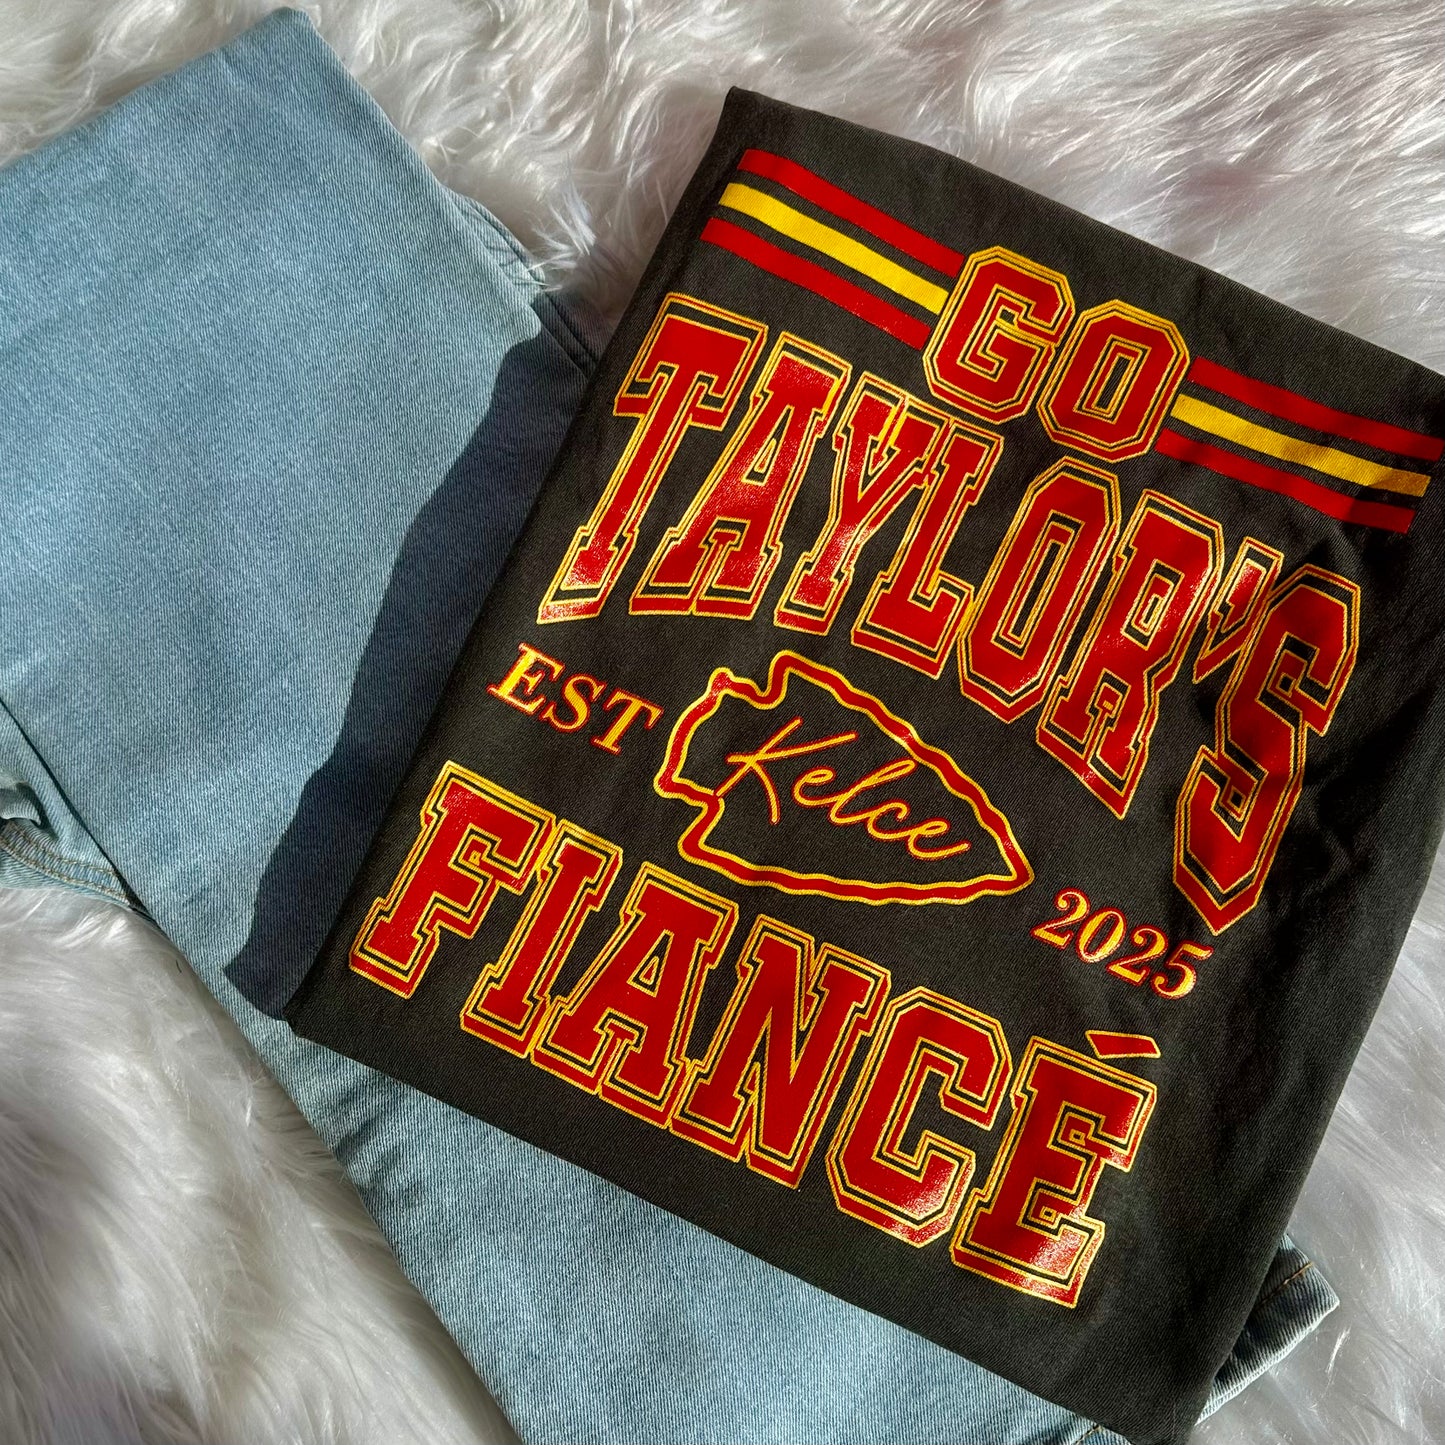 GO
TAYLOR'S
EST Kelce 2025
FIANCÉ